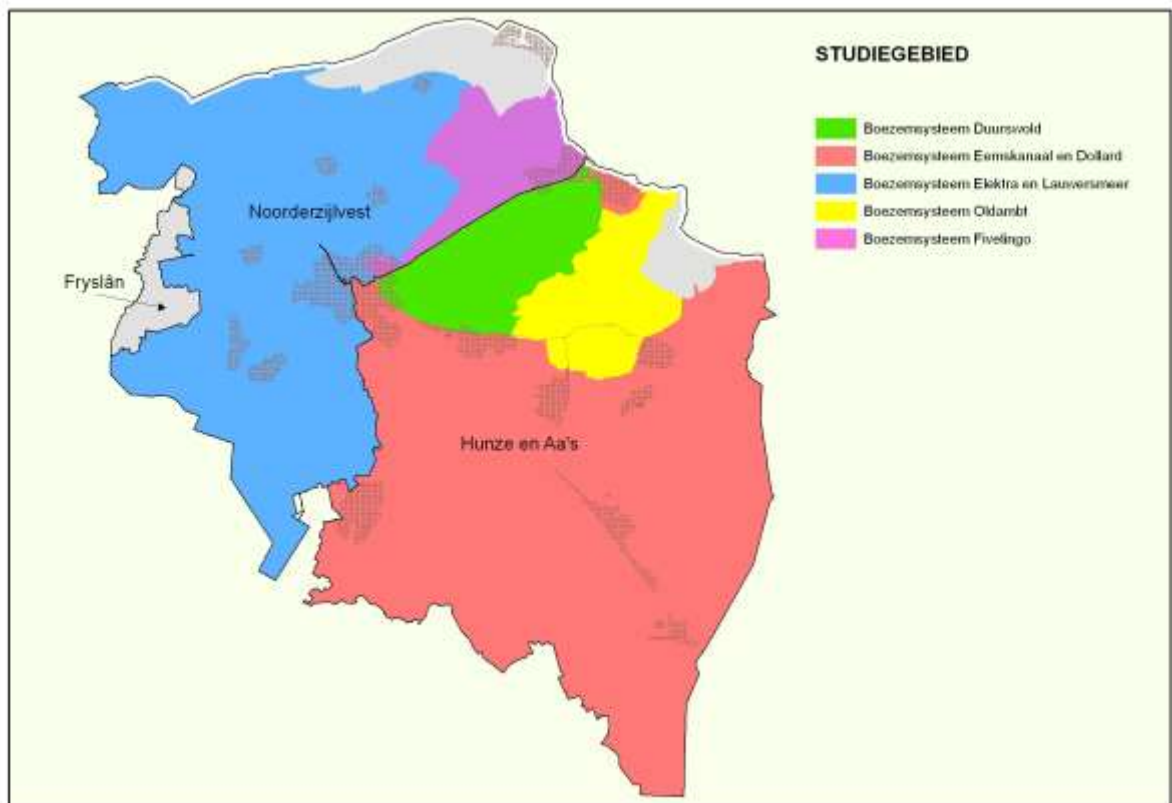 STUDIEGEBIED
Boezemsysteem Duurswold
Boezemsysteem Eemskanaal en Dollard
Boezemsysteem Elektra en Lauwersmeer
Boezemsysteem Oldambt
Boezemsysteem Fivelingo
Noorderzijlvest
Fryslân
Hunze en Aa's